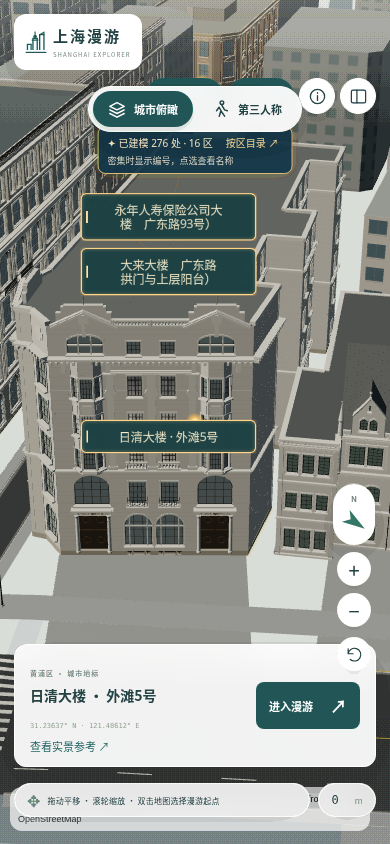 上海漫游
SHANGHAI EXPLORER
城市俯瞰
第三人称
✦ 已建模 276 处 · 16 区 按区目录 ↗
密集时显示编号，点选查看名称
永年人寿保险公司大
楼 广东路93号）
大来大楼 广东路
拱门与上层阳台）
日清大楼 · 外滩5号
N
+
−
黄浦区 · 城市地标
日清大楼 · 外滩5号
进入漫游 ↗
31.23637° N · 121.48612° E
查看实景参考 ↗
拖动平移 · 滚轮缩放 · 双击地图选择漫游起点
0 m
OpenStreetMap